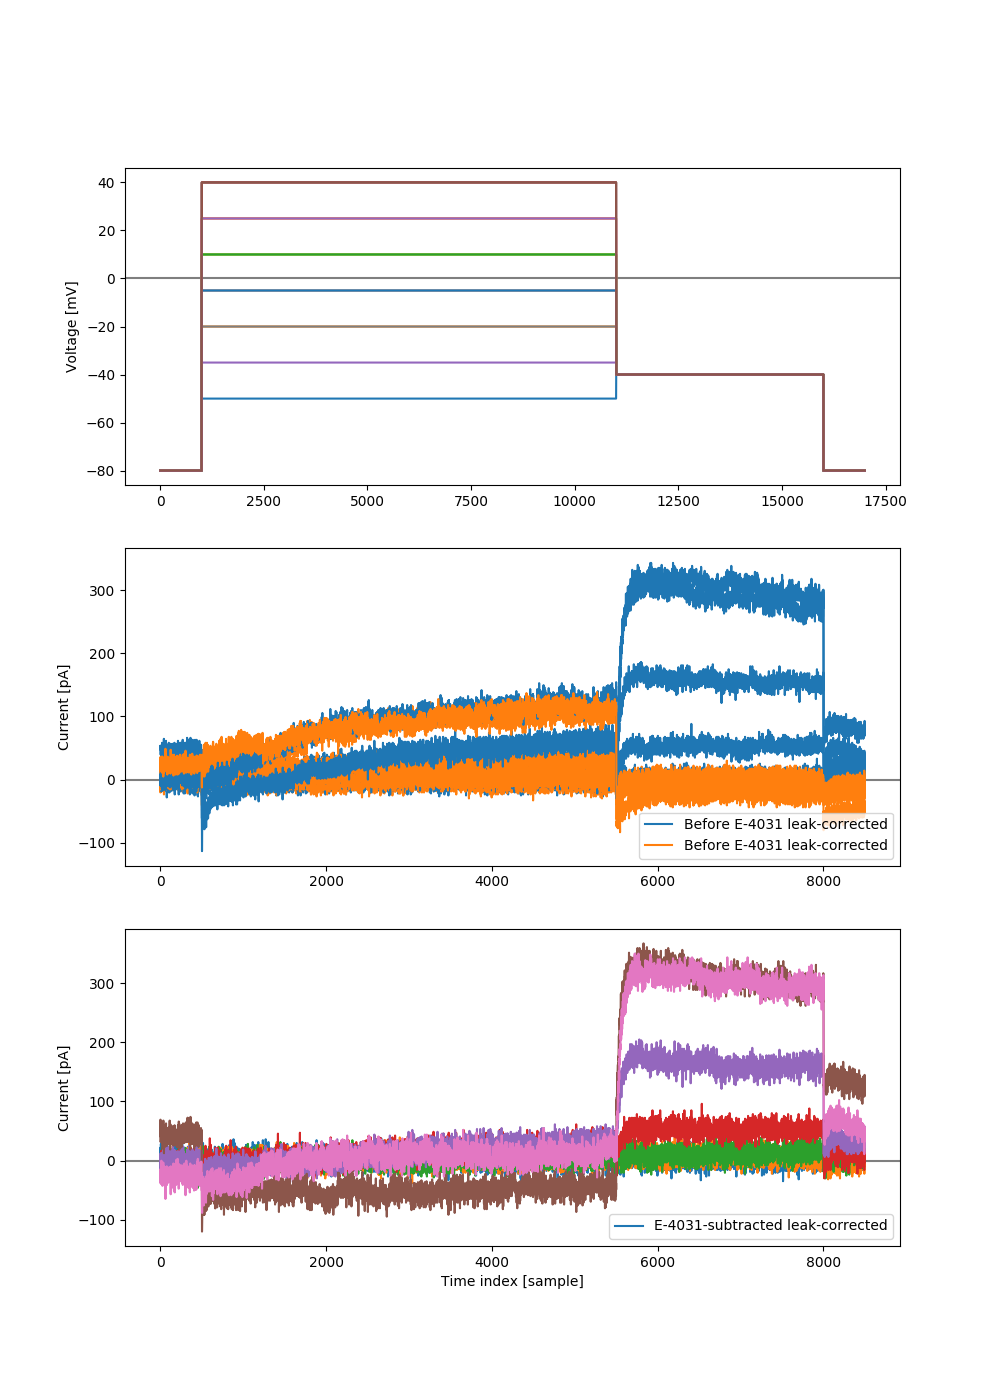 40
20
0
−20
−40
−60
−80
Voltage [mV]
0 2500 5000 7500 10000 12500 15000 17500
300
200
100
0
−100
Current [pA]
Before E-4031 leak-corrected
Before E-4031 leak-corrected
0 2000 4000 6000 8000
300
200
100
0
−100
Current [pA]
E-4031-subtracted leak-corrected
0 2000 4000 6000 8000
Time index [sample]